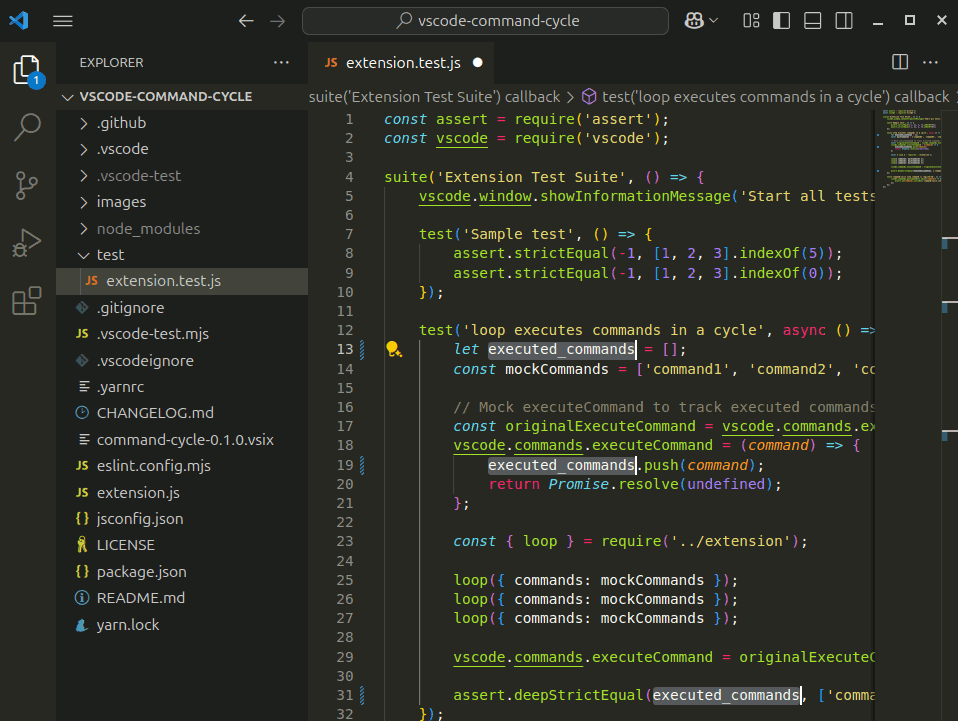 vscode-command-cycle
EXPLORER
1
VSCODE-COMMAND-CYCLE
.github
.vscode
.vscode-test
images
node_modules
test
JS extension.test.js
.gitignore
JS .vscode-test.mjs
.vscodeignore
.yarnrc
CHANGELOG.md
command-cycle-0.1.0.vsix
JS eslint.config.mjs
JS extension.js
{} jsconfig.json
LICENSE
{} package.json
README.md
yarn.lock
JS extension.test.js
suite('Extension Test Suite') callback > test('loop executes commands in a cycle') callback
1 const assert = require('assert');
2 const vscode = require('vscode');
3
4 suite('Extension Test Suite', () => {
5 vscode.window.showInformationMessage('Start all tests
6
7 test('Sample test', () => {
8 assert.strictEqual(-1, [1, 2, 3].indexOf(5));
9 assert.strictEqual(-1, [1, 2, 3].indexOf(0));
10 });
11
12 test('loop executes commands in a cycle', async () =>
13 let executed_commands = [];
14 const mockCommands = ['command1', 'command2', 'co
15
16 // Mock executeCommand to track executed commands
17 const originalExecuteCommand = vscode.commands.ex
18 vscode.commands.executeCommand = (command) => {
19 executed_commands.push(command);
20 return Promise.resolve(undefined);
21 };
22
23 const { loop } = require('../extension');
24
25 loop({ commands: mockCommands });
26 loop({ commands: mockCommands });
27 loop({ commands: mockCommands });
28
29 vscode.commands.executeCommand = originalExecuteC
30
31 assert.deepStrictEqual(executed_commands, ['comma
32 });